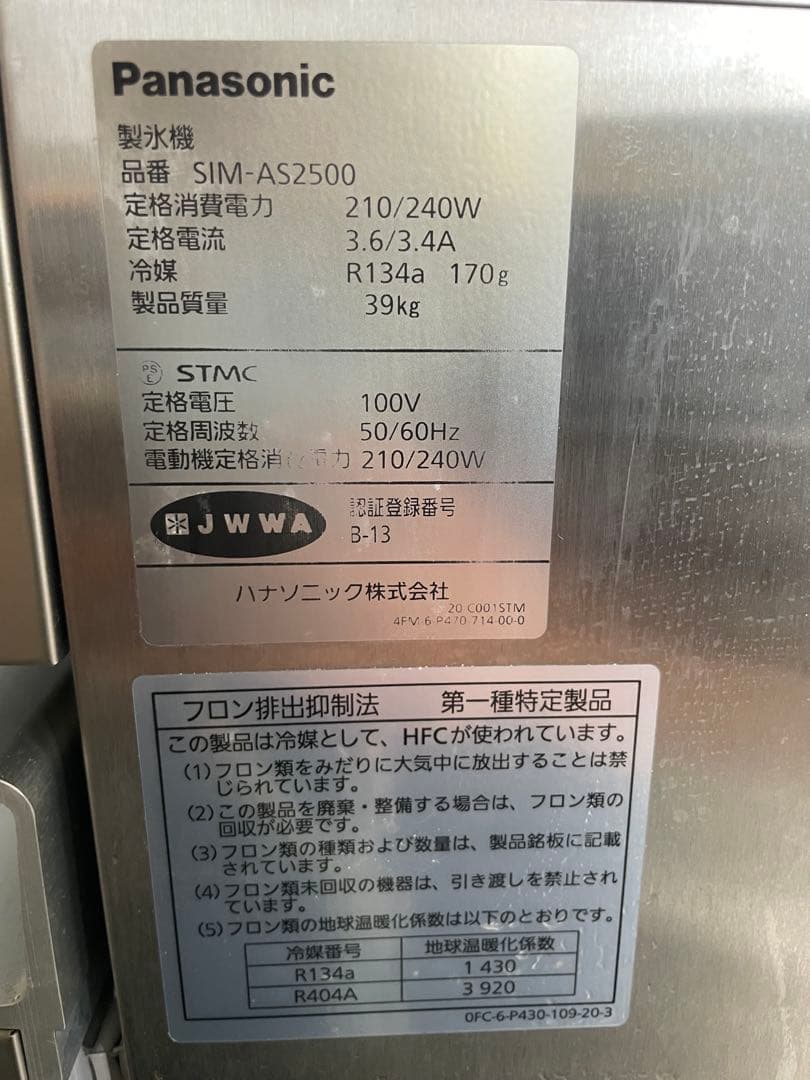 Panasonic
製氷機
品番 SIM-AS2500
定格消費電力 210/240W
定格電流 3.6/3.4A
冷媒 R134a 170g
製品質量 39kg
PS E STMC
定格電圧 100V
定格周波数 50/60Hz
電動機定格消 電力 210/240W
JWWA 認証登録番号
B-13
ハナソニック株式会社
20 C001STM
4FM-6-P470-714-00-0
フロン排出抑制法 第一種特定製品
この製品は冷媒として、HFCが使われています。
(1)フロン類をみだりに大気中に放出することは禁
じられています。
(2)この製品を廃棄・整備する場合は、フロン類の
回収が必要です。
(3)フロン類の種類および数量は、製品銘板に記載
されています。
(4)フロン類未回収の機器は、引き渡しを禁止され
ています。
(5)フロン類の地球温暖化係数は以下のとおりです。
冷媒番号 地球温暖化係数
R134a 1 430
R404A 3 920
0FC-6-P430-109-20-3